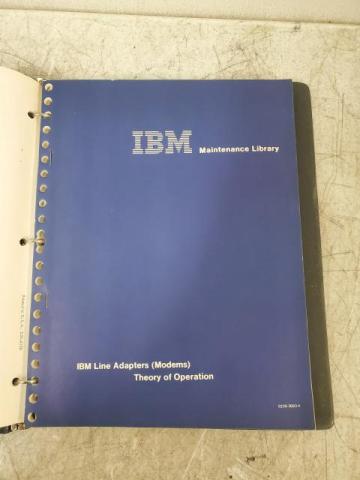 IBM Maintenance Library
IBM Line Adapters (Modems)
Theory of Operation